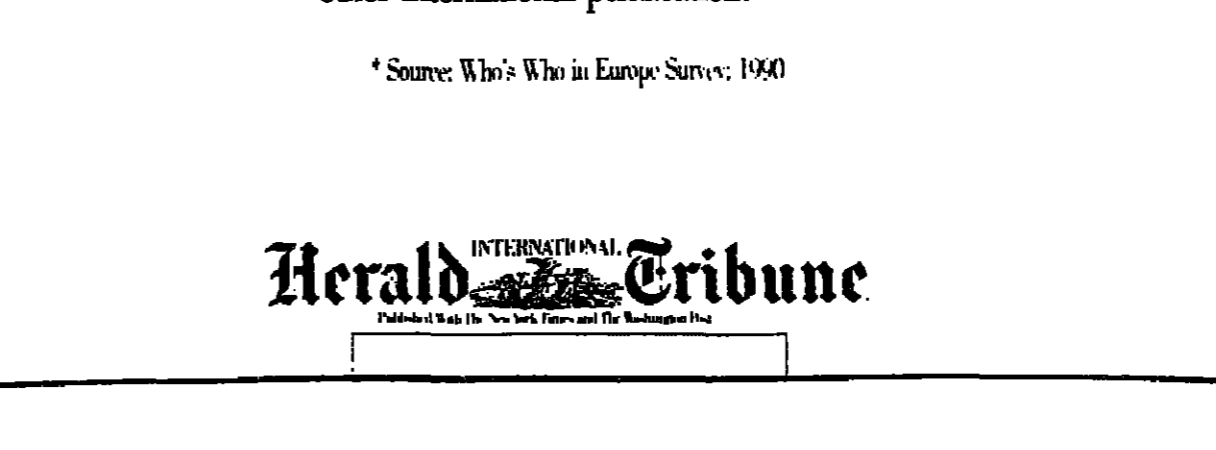 * Source: Who's Who in Europe Survey; 1990
INTERNATIONAL
Herald Tribune
Published With The New York Times and The Washington Post